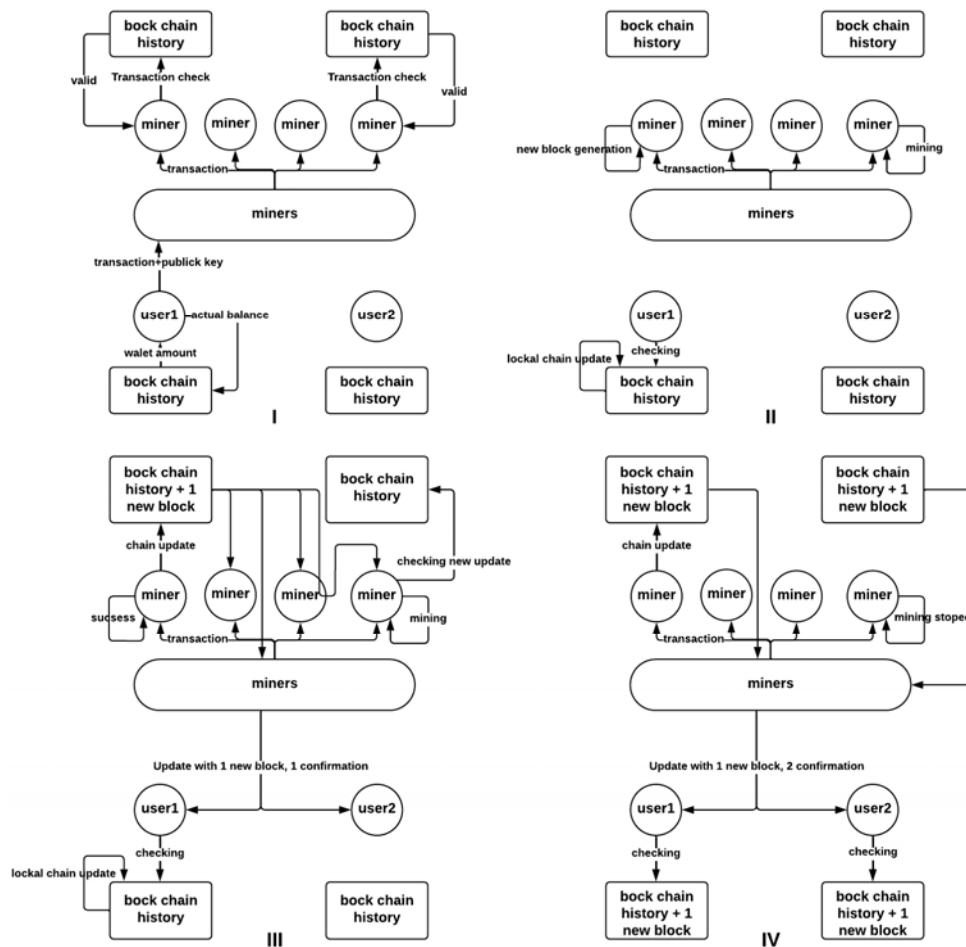 bock chain
history
bock chain
history
valid
Transaction check
Transaction check
valid
miner
miner
miner
miner
transaction
miners
transaction+publick key
user1
actual balance
user2
walet amount
bock chain
history
bock chain
history
I
bock chain
history
bock chain
history
miner
miner
miner
miner
new block generation
mining
transaction
miners
user1
user2
checking
lockal chain update
bock chain
history
bock chain
history
II
bock chain
history + 1
new block
bock chain
history
chain update
checking new update
miner
miner
miner
miner
sucsess
mining
transaction
miners
Update with 1 new block, 1 confirmation
user1
user2
checking
lockal chain update
bock chain
history
bock chain
history
III
bock chain
history + 1
new block
bock chain
history + 1
new block
chain update
miner
miner
miner
miner
mining stoped
transaction
miners
Update with 1 new block, 2 confirmation
user1
user2
checking
checking
bock chain
history + 1
new block
bock chain
history + 1
new block
IV